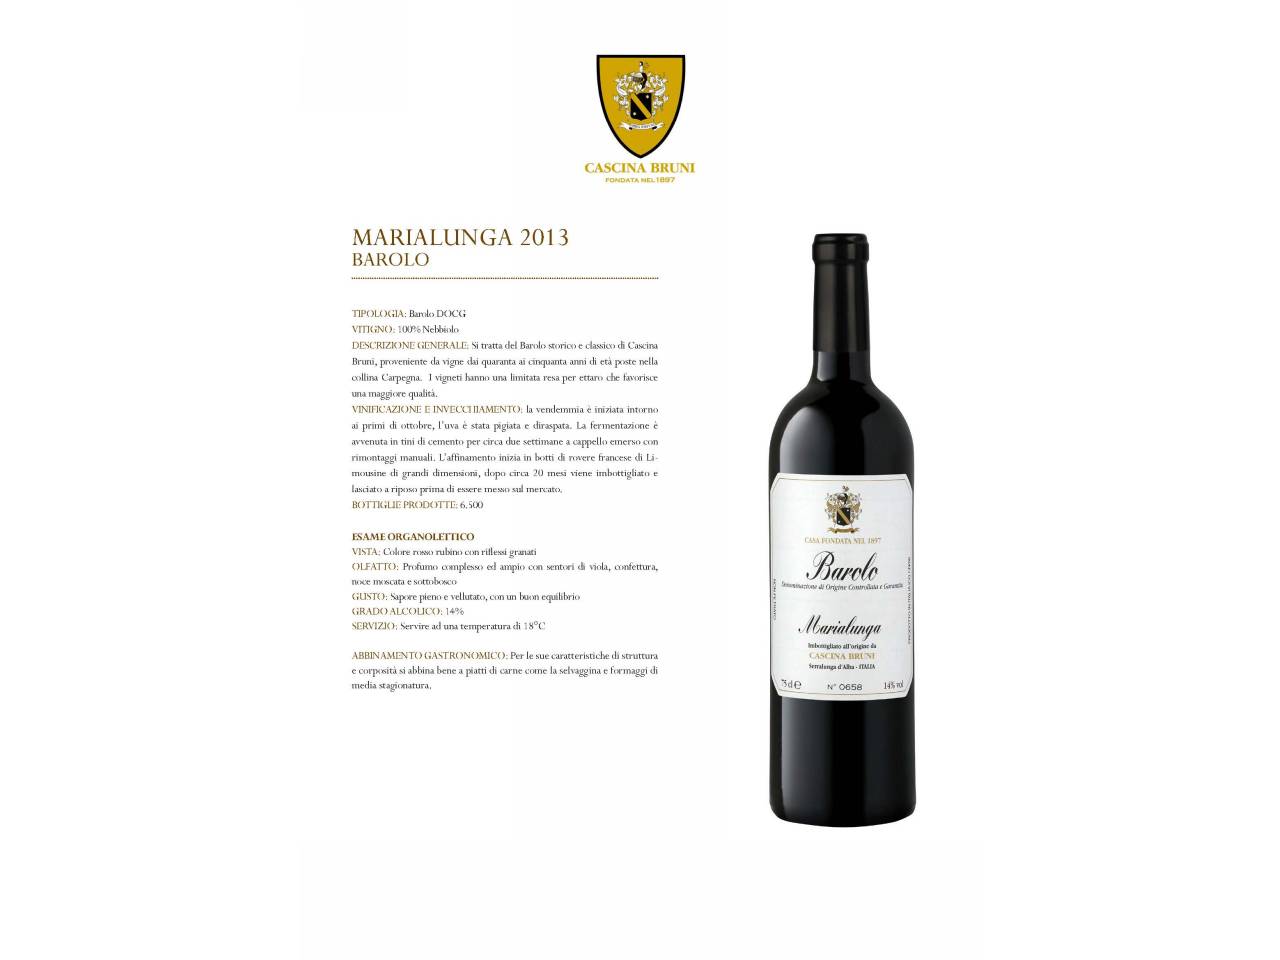 CASCINA BRUNI
FONDATA NEL 1897
MARIALUNGA 2013
BAROLO
TIPOLOGIA: Barolo DOCG
VITIGNO: 100% Nebbiolo
DESCRIZIONE GENERALE: Si tratta del Barolo storico e classico di Cascina
Bruni, proveniente da vigne dai quaranta ai cinquanta anni di età poste nella
collina Carpegna. I vigneti hanno una limitata resa per ettaro che favorisce
una maggiore qualità.
VINIFICAZIONE E INVECCHIAMENTO: la vendemmia è iniziata intorno
ai primi di ottobre, l'uva è stata pigiata e diraspata. La fermentazione è
avvenuta in tini di cemento per circa due settimane a cappello emerso con
rimontaggi manuali. L'affinamento inizia in botti di rovere francese di Li-
mousine di grandi dimensioni, dopo circa 20 mesi viene imbottigliato e
lasciato a riposo prima di essere messo sul mercato.
BOTTIGLIE PRODOTTE: 6.500
ESAME ORGANOLETTICO
VISTA: Colore rosso rubino con riflessi granati
OLFATTO: Profumo complesso ed ampio con sentori di viola, confettura,
noce moscata e sottobosco
GUSTO: Sapore pieno e vellutato, con un buon equilibrio
GRADO ALCOLICO: 14%
SERVIZIO: Servire ad una temperatura di 18°C
ABBINAMENTO GASTRONOMICO: Per le sue caratteristiche di struttura
e corposità si abbina bene a piatti di carne come la selvaggina e formaggi di
media stagionatura.
CASA FONDATA NEL 1897
Barolo
Denominazione di Origine Controllata e Garantita
Marialunga
Imbottigliato all'origine da
CASCINA BRUNI
Serralunga d'Alba - ITALIA
75 cl e N° 0658 14% vol